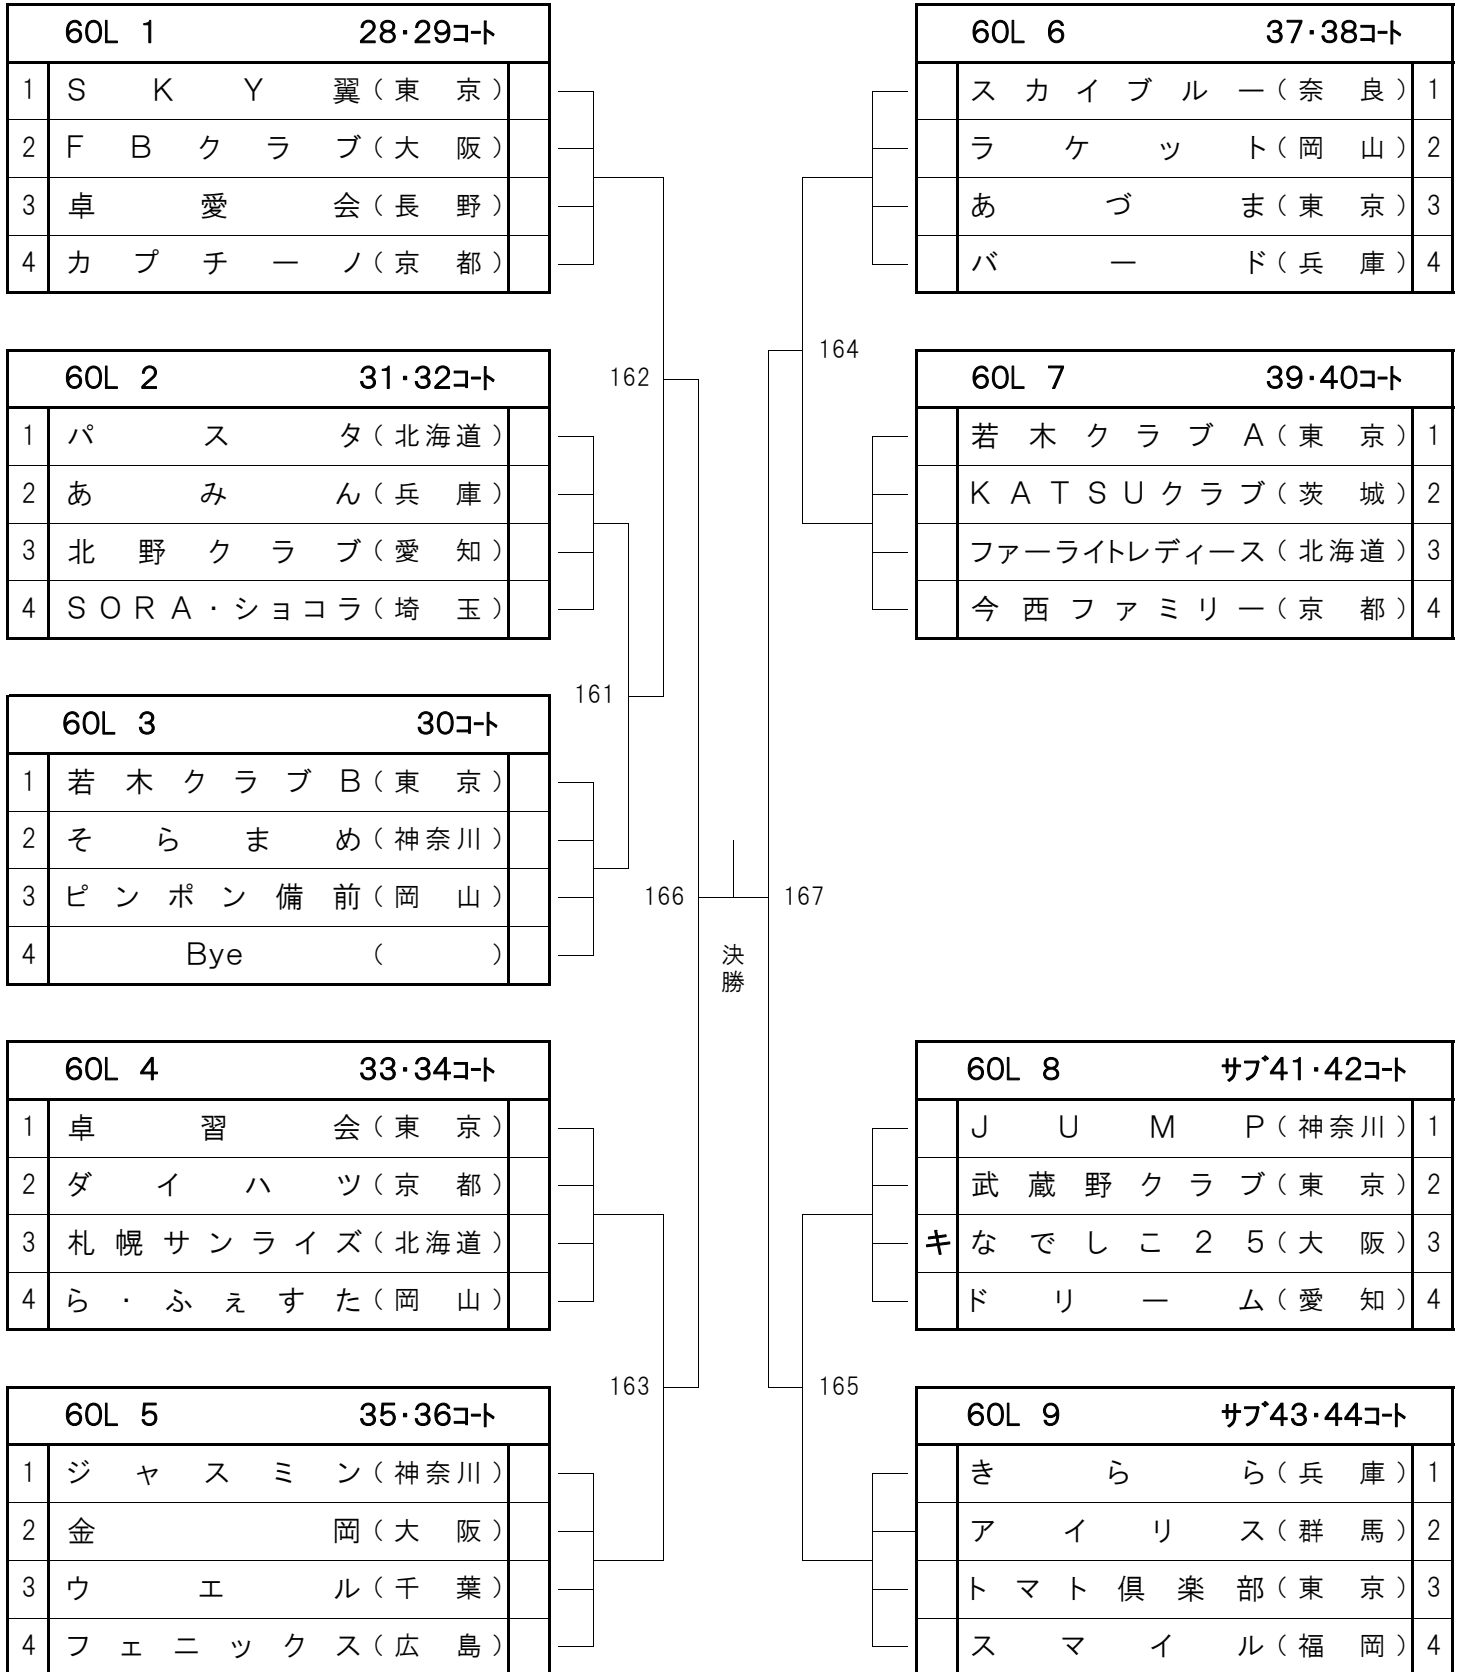 60L 1 28・29コート
1 SKY翼（東京）
2 FBクラブ（大阪）
3 卓愛会（長野）
4 カプチーノ（京都）
60L 2 31・32コート
1 パスタ（北海道）
2 あみん（兵庫）
3 北野クラブ（愛知）
4 SORA・ショコラ（埼玉）
60L 3 30コート
1 若木クラブB（東京）
2 そらまめ（神奈川）
3 ピンポン備前（岡山）
4 Bye（ ）
60L 4 33・34コート
1 卓習会（東京）
2 ダイハツ（京都）
3 札幌サンライズ（北海道）
4 ら・ふぇすた（岡山）
60L 5 35・36コート
1 ジャスミン（神奈川）
2 金岡（大阪）
3 ウエル（千葉）
4 フェニックス（広島）
162
161
166
163
決勝
164
167
165
60L 6 37・38コート
スカイブルー（奈良） 1
ラケット（岡山） 2
あづま（東京） 3
バード（兵庫） 4
60L 7 39・40コート
若木クラブA（東京） 1
KATSUクラブ（茨城） 2
ファーライトレディース（北海道） 3
今西ファミリー（京都） 4
60L 8 サブ41・42コート
JUMP（神奈川） 1
武蔵野クラブ（東京） 2
キ なでしこ25（大阪） 3
ドリーム（愛知） 4
60L 9 サブ43・44コート
きらら（兵庫） 1
アイリス（群馬） 2
トマト倶楽部（東京） 3
スマイル（福岡） 4